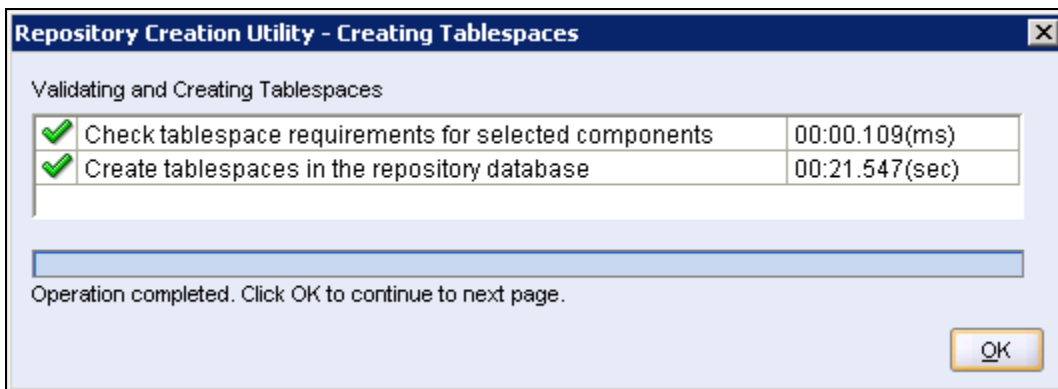 Repository Creation Utility - Creating Tablespaces
Validating and Creating Tablespaces
Check tablespace requirements for selected components 00:00.109(ms)
Create tablespaces in the repository database 00:21.547(sec)
Operation completed. Click OK to continue to next page.
OK